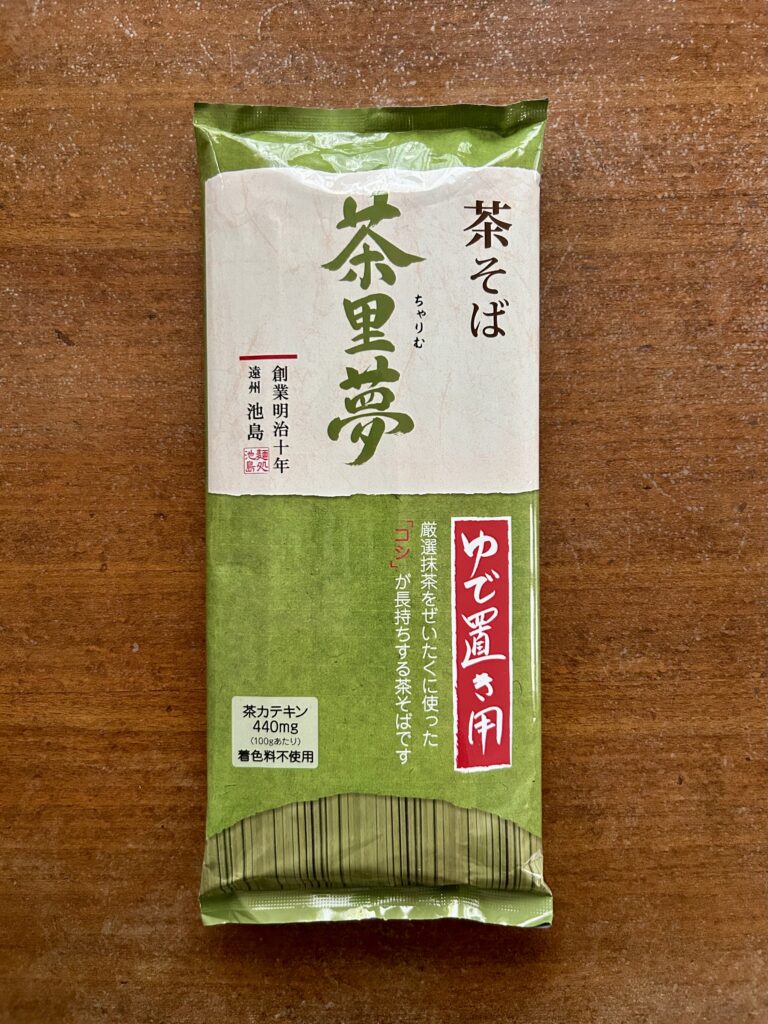 茶そば
茶里夢
ちゃりむ
創業明治十年
遠州 池島
麺処
池島
ゆで置き用
厳選抹茶をぜいたくに使った
「コシ」が長持ちする茶そばです
茶カテキン
440mg
(100gあたり)
着色料不使用